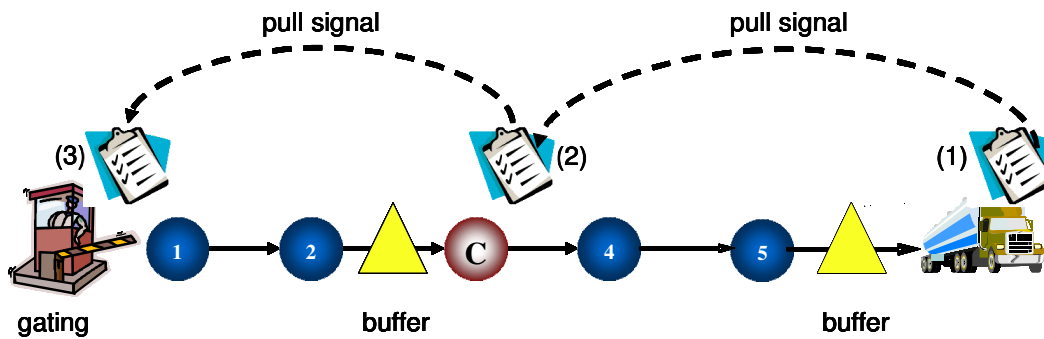 pull signal
pull signal
(3)
(2)
(1)
1
2
C
4
5
gating
buffer
buffer